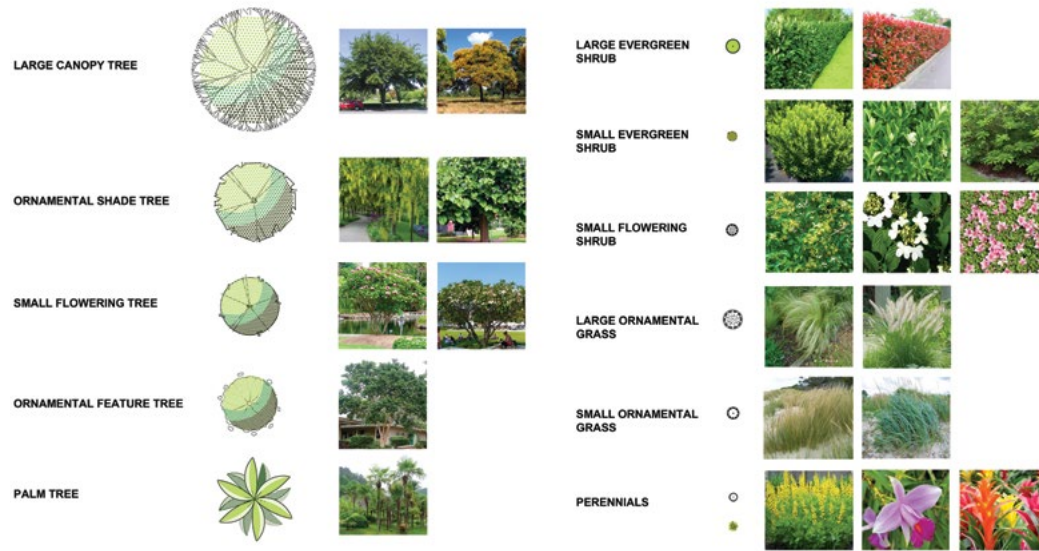 LARGE CANOPY TREE
ORNAMENTAL SHADE TREE
SMALL FLOWERING TREE
ORNAMENTAL FEATURE TREE
PALM TREE
LARGE EVERGREEN
SHRUB
SMALL EVERGREEN
SHRUB
SMALL FLOWERING
SHRUB
LARGE ORNAMENTAL
GRASS
SMALL ORNAMENTAL
GRASS
PERENNIALS